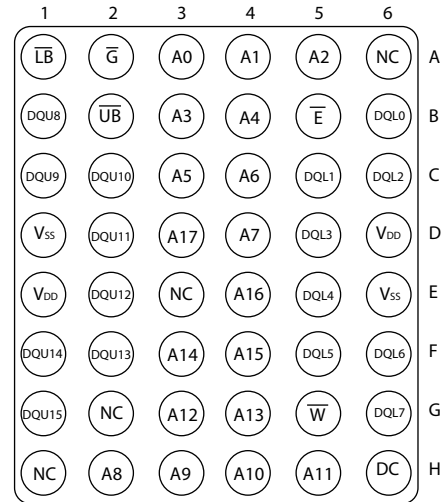 1 2 3 4 5 6
L̅B̅ G̅ A0 A1 A2 NC A
DQU8 U̅B̅ A3 A4 E̅ DQL0 B
DQU9 DQU10 A5 A6 DQL1 DQL2 C
VSS DQU11 A17 A7 DQL3 VDD D
VDD DQU12 NC A16 DQL4 VSS E
DQU14 DQU13 A14 A15 DQL5 DQL6 F
DQU15 NC A12 A13 W̅ DQL7 G
NC A8 A9 A10 A11 DC H